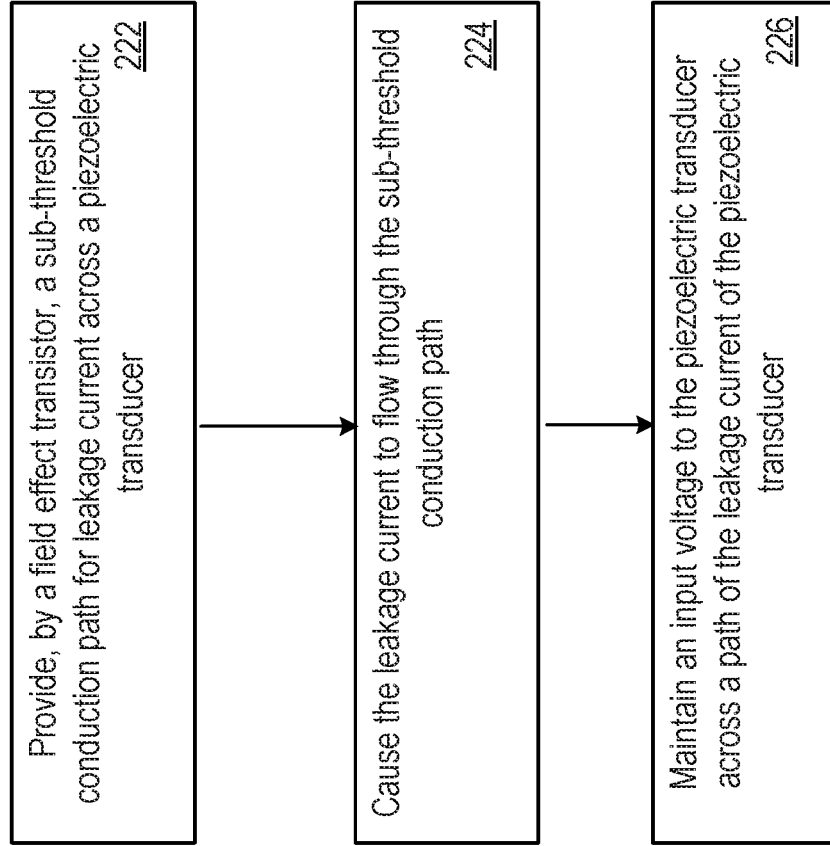 Provide, by a field effect transistor, a sub-threshold
conduction path for leakage current across a piezoelectric
transducer
222
Cause the leakage current to flow through the sub-threshold
conduction path
224
Maintain an input voltage to the piezoelectric transducer
across a path of the leakage current of the piezoelectric
transducer
226